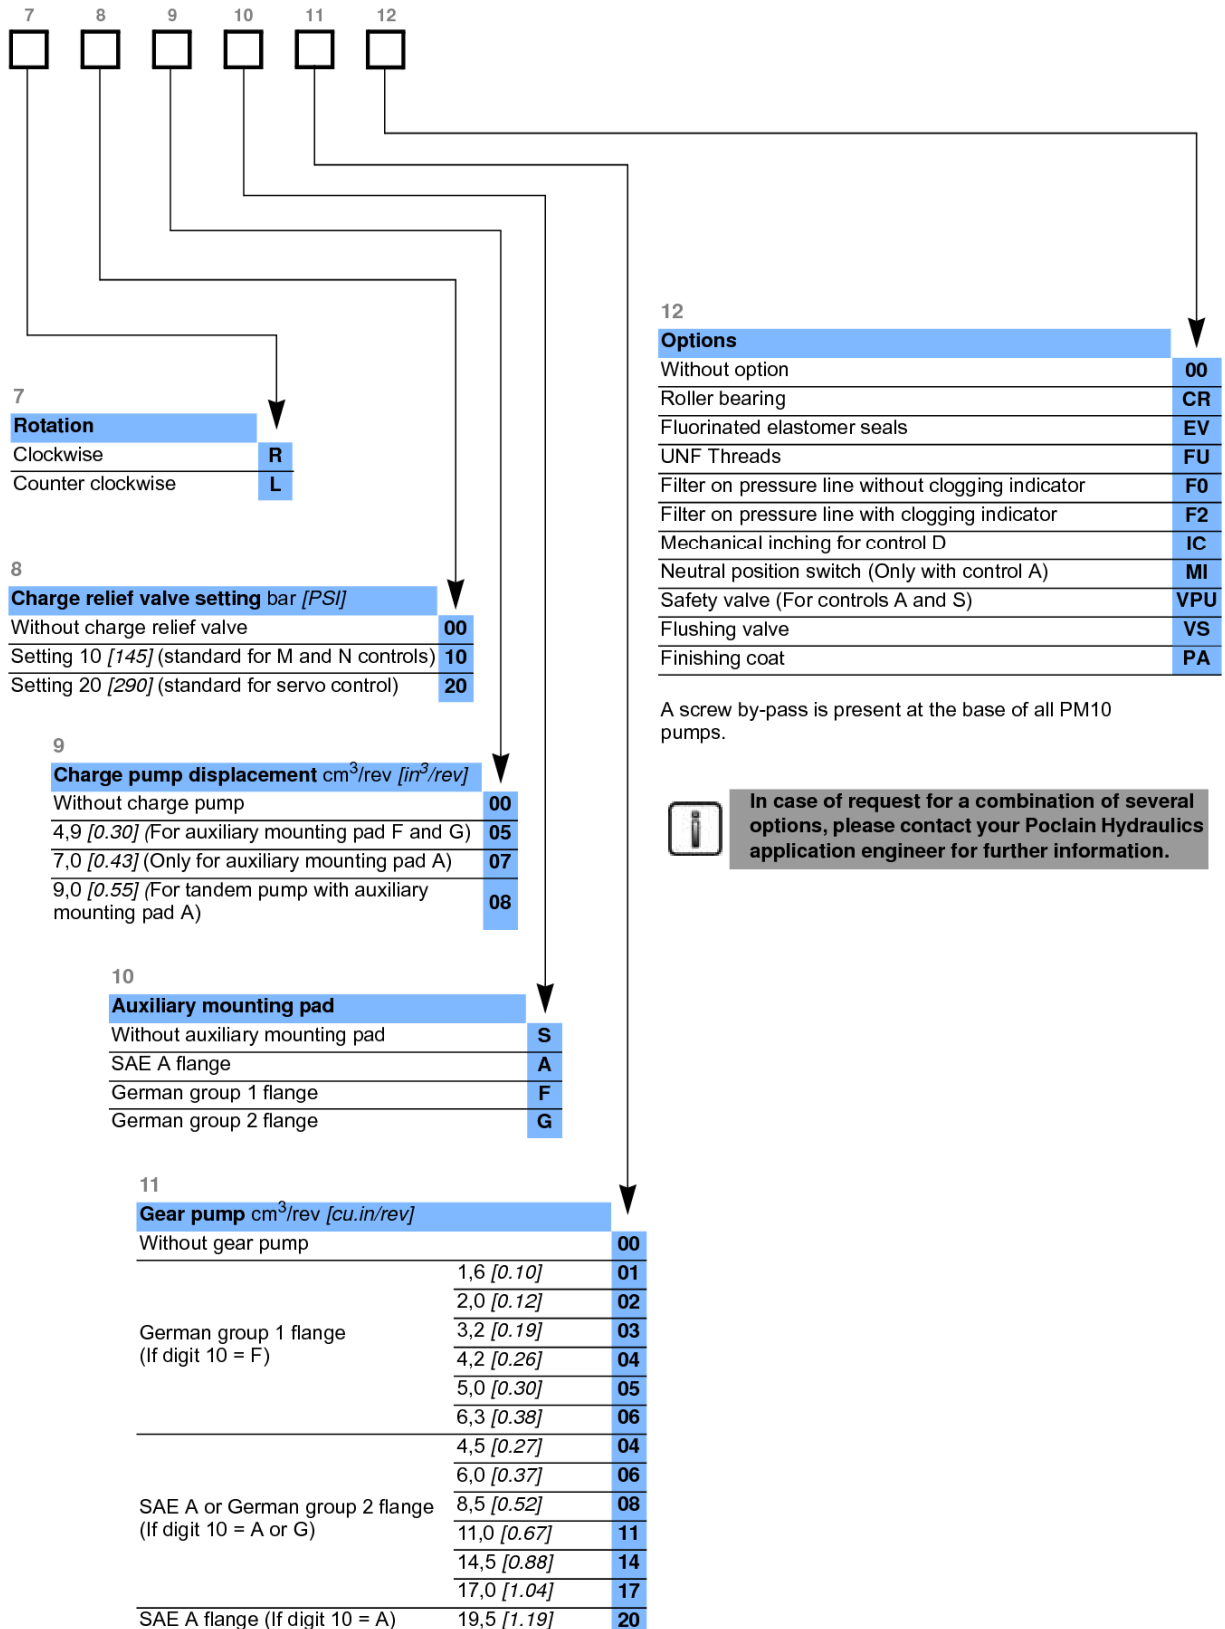 7 8 9 10 11 12
12
Options
Without option 00
Roller bearing CR
Fluorinated elastomer seals EV
UNF Threads FU
Filter on pressure line without clogging indicator F0
Filter on pressure line with clogging indicator F2
Mechanical inching for control D IC
Neutral position switch (Only with control A) MI
Safety valve (For controls A and S) VPU
Flushing valve VS
Finishing coat PA
A screw by-pass is present at the base of all PM10
pumps.
In case of request for a combination of several
options, please contact your Poclain Hydraulics
application engineer for further information.
7
Rotation
Clockwise R
Counter clockwise L
8
Charge relief valve setting bar [PSI]
Without charge relief valve 00
Setting 10 [145] (standard for M and N controls) 10
Setting 20 [290] (standard for servo control) 20
9
Charge pump displacement cm³/rev [in³/rev]
Without charge pump 00
4,9 [0.30] (For auxiliary mounting pad F and G) 05
7,0 [0.43] (Only for auxiliary mounting pad A) 07
9,0 [0.55] (For tandem pump with auxiliary
mounting pad A) 08
10
Auxiliary mounting pad
Without auxiliary mounting pad S
SAE A flange A
German group 1 flange F
German group 2 flange G
11
Gear pump cm³/rev [cu.in/rev]
Without gear pump 00
German group 1 flange
(If digit 10 = F)
1,6 [0.10] 01
2,0 [0.12] 02
3,2 [0.19] 03
4,2 [0.26] 04
5,0 [0.30] 05
6,3 [0.38] 06
SAE A or German group 2 flange
(If digit 10 = A or G)
4,5 [0.27] 04
6,0 [0.37] 06
8,5 [0.52] 08
11,0 [0.67] 11
14,5 [0.88] 14
17,0 [1.04] 17
SAE A flange (If digit 10 = A) 19,5 [1.19] 20